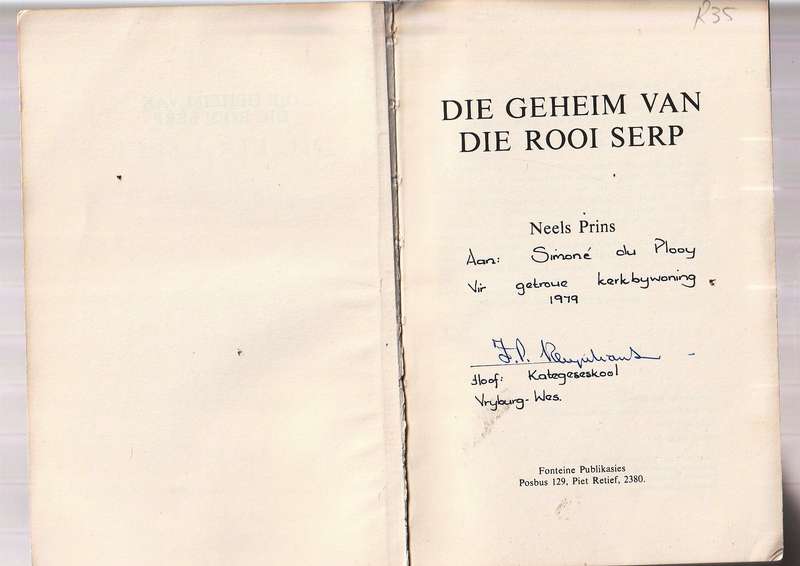 R35
DIE GEHEIM VAN
DIE ROOI SERP
Neels Prins
Aan: Simoné du Plooy
Vir getroue kerkbywoning
1979
J.P.
Hoof: Kategeseskool
Vryburg-Wes.
Fonteine Publikasies
Posbus 129, Piet Retief, 2380.